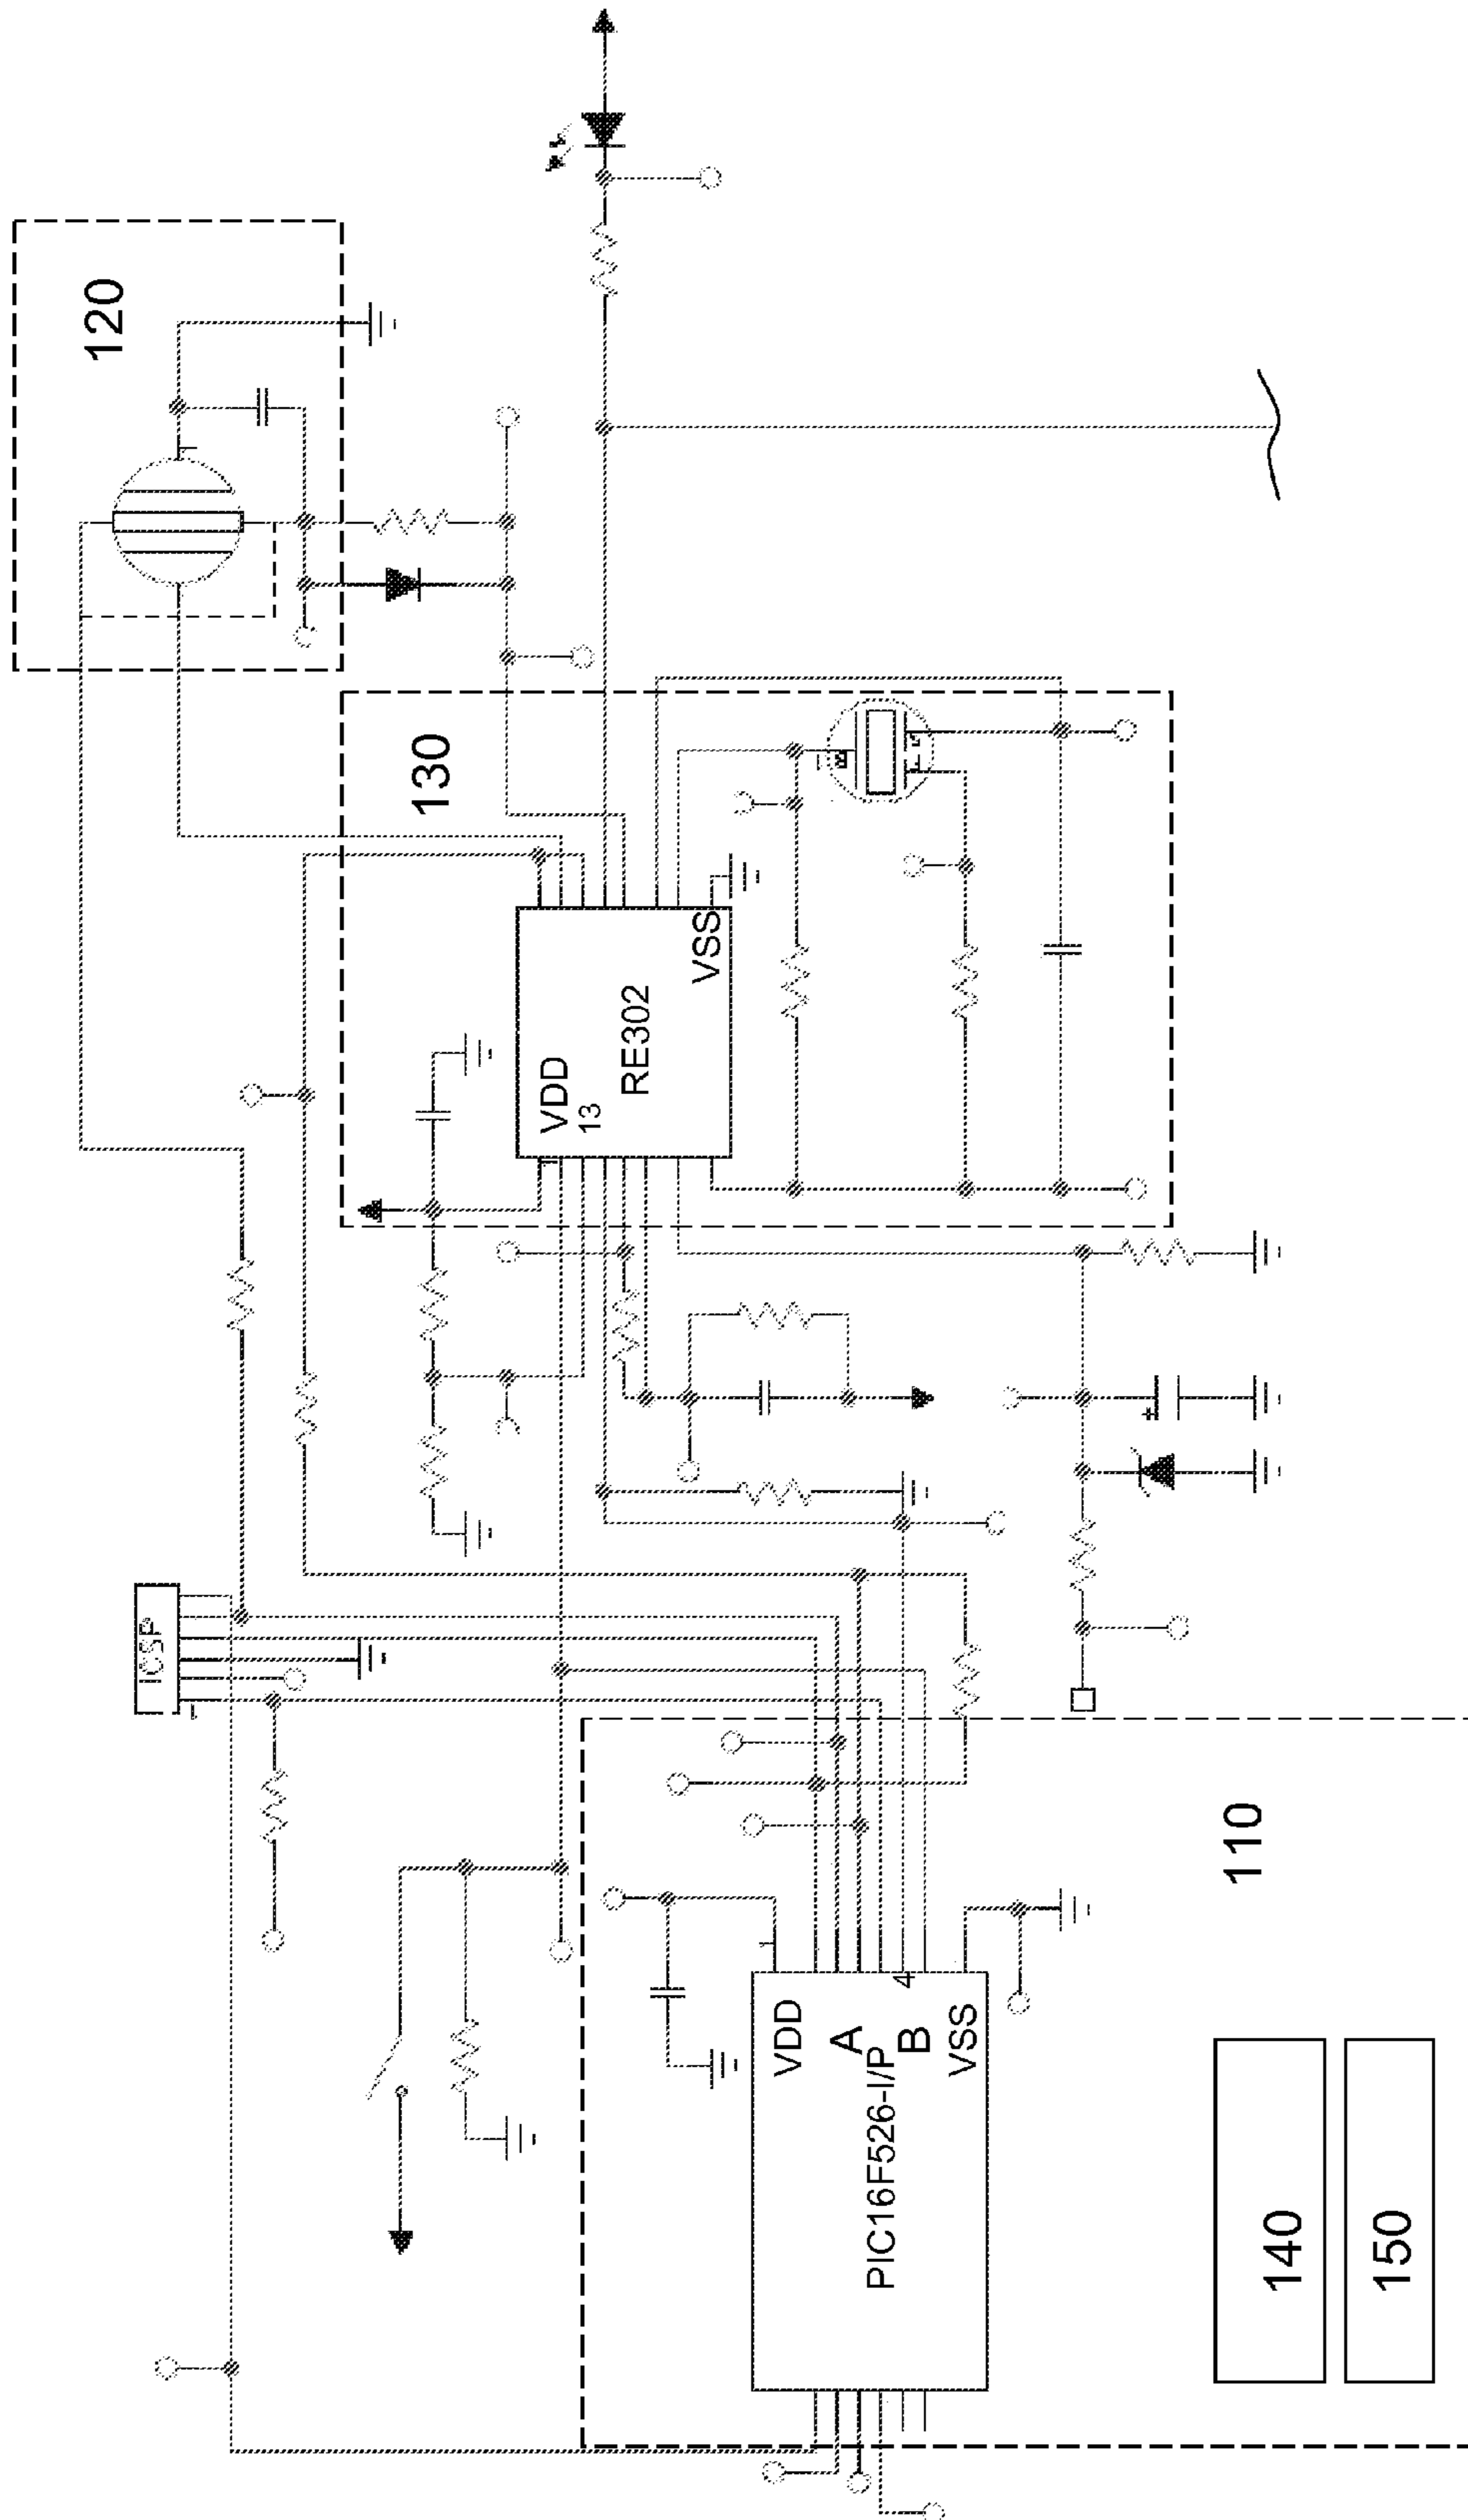 120
130
VDD
13
RE302
VSS
ICSP
110
VDD
A
4
B
PIC16F526-I/P
VSS
140
150